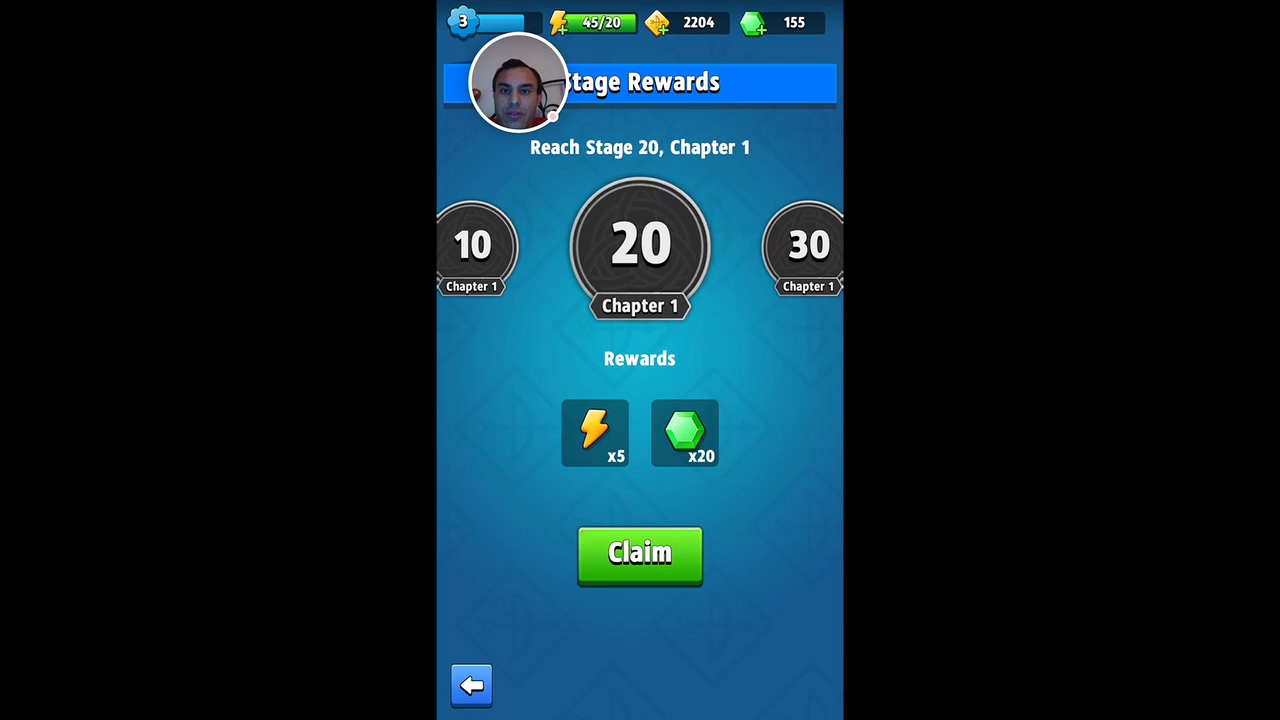 3
45/20
2204
155
Stage Rewards
Reach Stage 20, Chapter 1
10
Chapter 1
20
Chapter 1
30
Chapter 1
Rewards
x5
x20
Claim